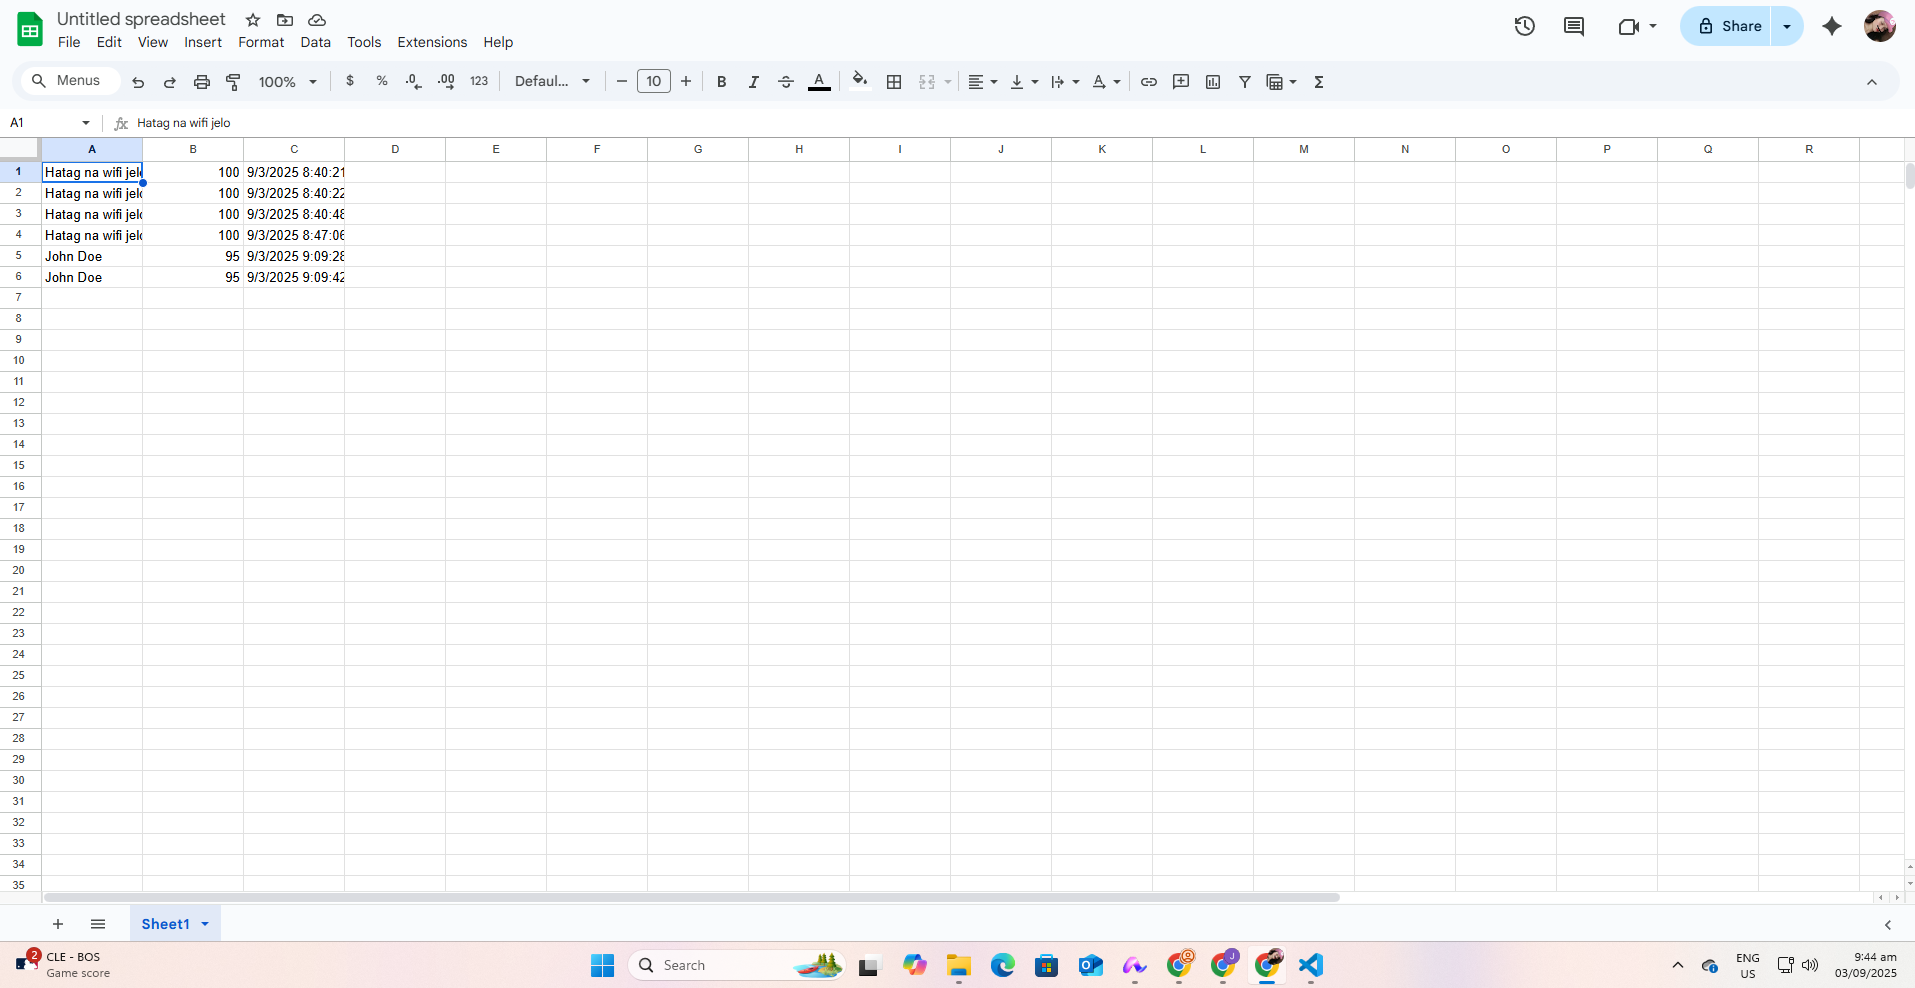 Untitled spreadsheet
File Edit View Insert Format Data Tools Extensions Help
Share
Menus 100% $ % .0 .00 123 Defaul... 10 B I A Σ
A1 fx Hatag na wifi jelo
A B C D E F G H I J K L M N O P Q R
1 Hatag na wifi jelo 100 9/3/2025 8:40:21
2 Hatag na wifi jelo 100 9/3/2025 8:40:22
3 Hatag na wifi jelo 100 9/3/2025 8:40:48
4 Hatag na wifi jelo 100 9/3/2025 8:47:06
5 John Doe 95 9/3/2025 9:09:28
6 John Doe 95 9/3/2025 9:09:42
7
8
9
10
11
12
13
14
15
16
17
18
19
20
21
22
23
24
25
26
27
28
29
30
31
32
33
34
35
Sheet1
2 CLE - BOS
Game score
Search
J
ENG
US
9:44 am
03/09/2025